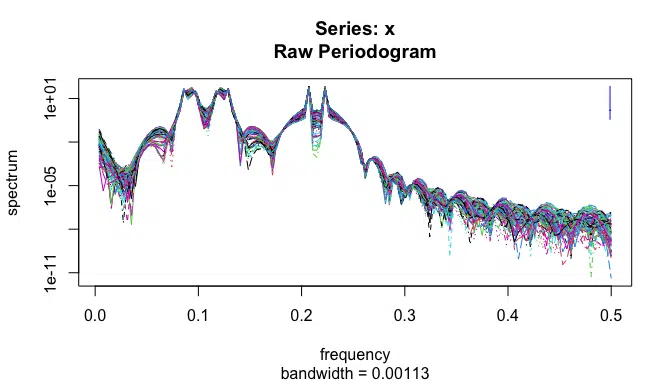 Series: x
Raw Periodogram
spectrum
1e+01
1e-05
1e-11
0.0 0.1 0.2 0.3 0.4 0.5
frequency
bandwidth = 0.00113